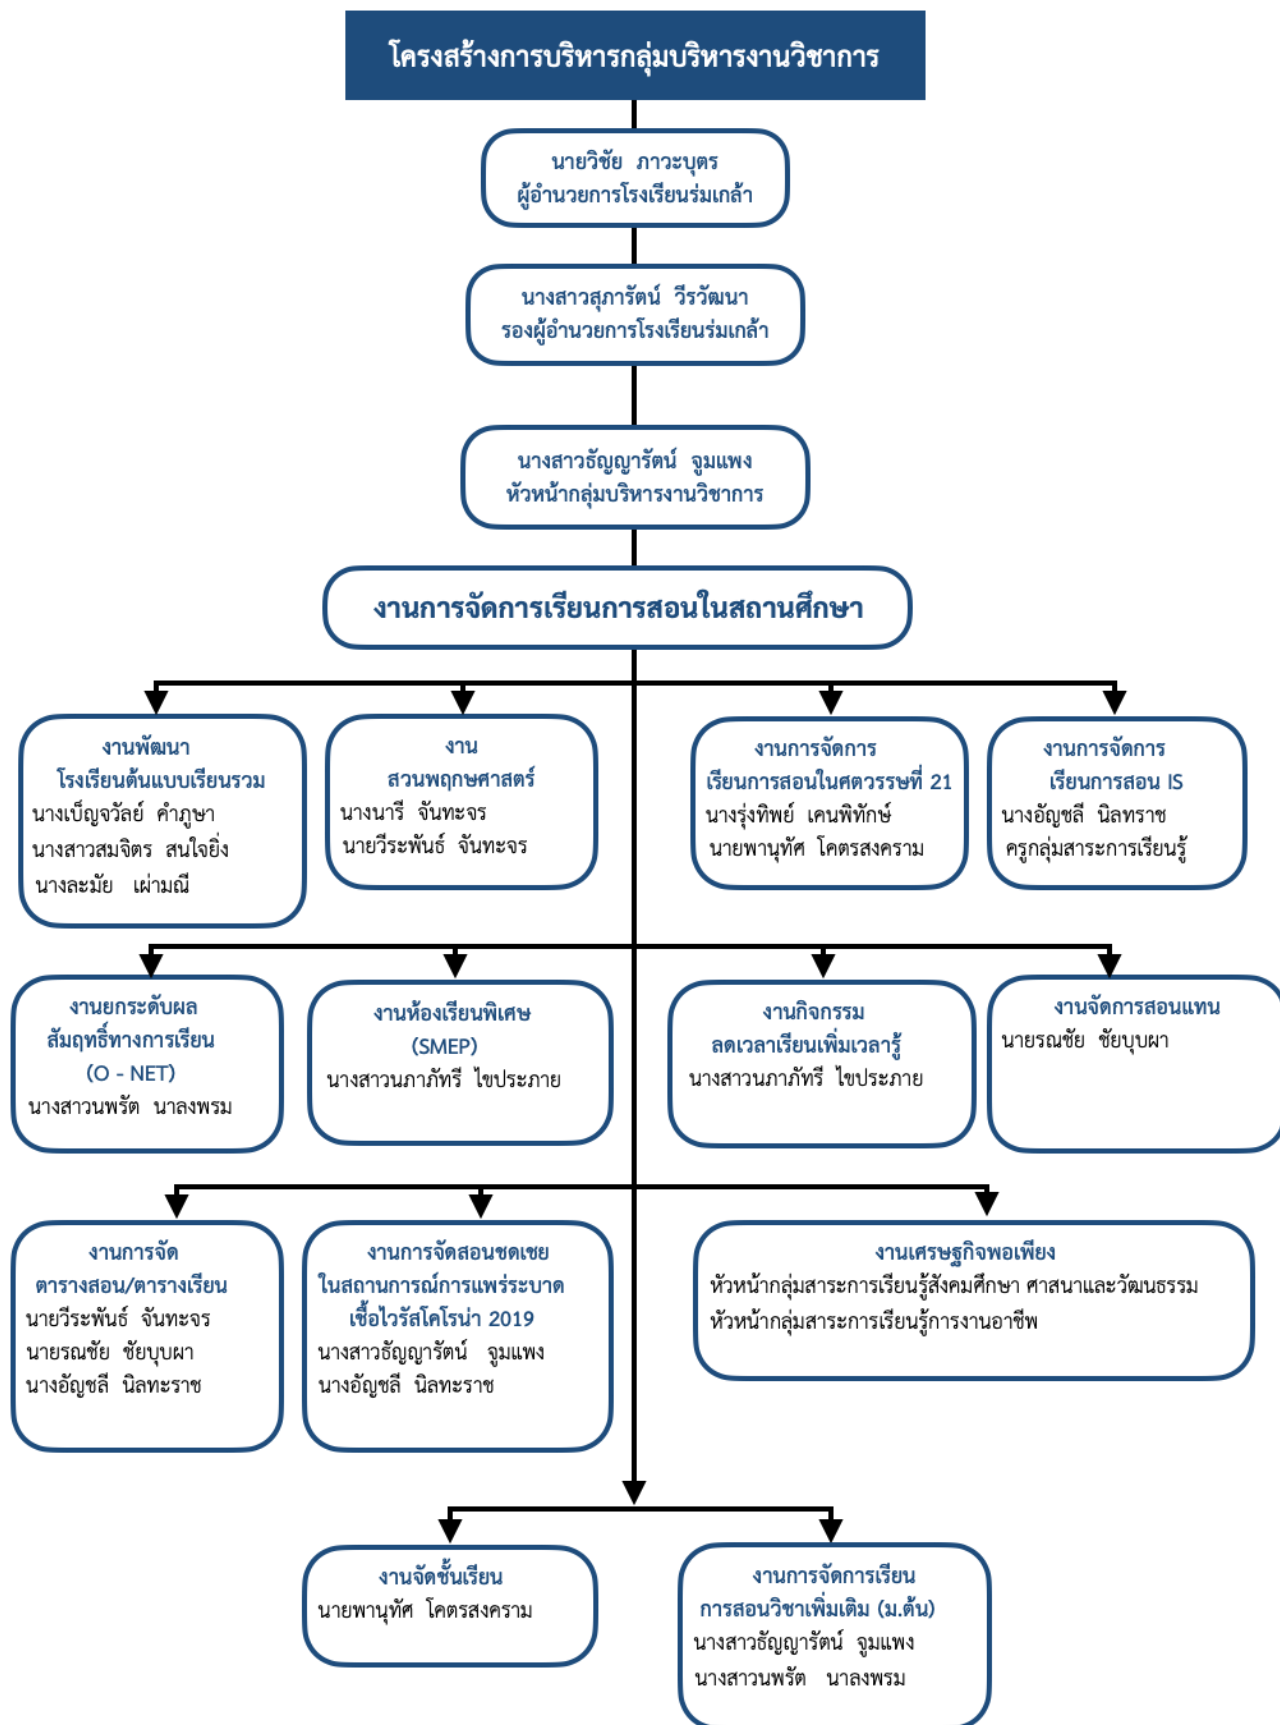 โครงสร้างการบริหารกลุ่มบริหารงานวิชาการ
นายวิชัย ภาวะบุตร
ผู้อำนวยการโรงเรียนร่มเกล้า
นางสาวสุภารัตน์ วีรวัฒนา
รองผู้อำนวยการโรงเรียนร่มเกล้า
นางสาวธัญญารัตน์ จูมแพง
หัวหน้ากลุ่มบริหารงานวิชาการ
งานการจัดการเรียนการสอนในสถานศึกษา
งานพัฒนา
โรงเรียนต้นแบบเรียนรวม
นางเบ็ญจวัลย์ คำภูษา
นางสาวสมจิตร สนใจยิ่ง
นางละมัย เผ่ามณี
งาน
สวนพฤกษศาสตร์
นางนารี จันทะจร
นายวีระพันธ์ จันทะจร
งานการจัดการ
เรียนการสอนในศตวรรษที่ 21
นางรุ่งทิพย์ เคนพิทักษ์
นายพานุทัศ โคตรสงคราม
งานการจัดการ
เรียนการสอน IS
นางอัญชลี นิลทราช
ครูกลุ่มสาระการเรียนรู้
งานยกระดับผล
สัมฤทธิ์ทางการเรียน
(O - NET)
นางสาวนพรัต นาลงพรม
งานห้องเรียนพิเศษ
(SMEP)
นางสาวนภาภัทรี ไขประภาย
งานกิจกรรม
ลดเวลาเรียนเพิ่มเวลารู้
นางสาวนภาภัทรี ไขประภาย
งานจัดการสอนแทน
นายรณชัย ชัยบุบผา
งานการจัด
ตารางสอน/ตารางเรียน
นายวีระพันธ์ จันทะจร
นายรณชัย ชัยบุบผา
นางอัญชลี นิลทะราช
งานการจัดสอนชดเชย
ในสถานการณ์การแพร่ระบาด
เชื้อไวรัสโคโรน่า 2019
นางสาวธัญญารัตน์ จูมแพง
นางอัญชลี นิลทะราช
งานเศรษฐกิจพอเพียง
หัวหน้ากลุ่มสาระการเรียนรู้สังคมศึกษา ศาสนาและวัฒนธรรม
หัวหน้ากลุ่มสาระการเรียนรู้การงานอาชีพ
งานจัดชั้นเรียน
นายพานุทัศ โคตรสงคราม
งานการจัดการเรียน
การสอนวิชาเพิ่มเติม (ม.ต้น)
นางสาวธัญญารัตน์ จูมแพง
นางสาวนพรัต นาลงพรม